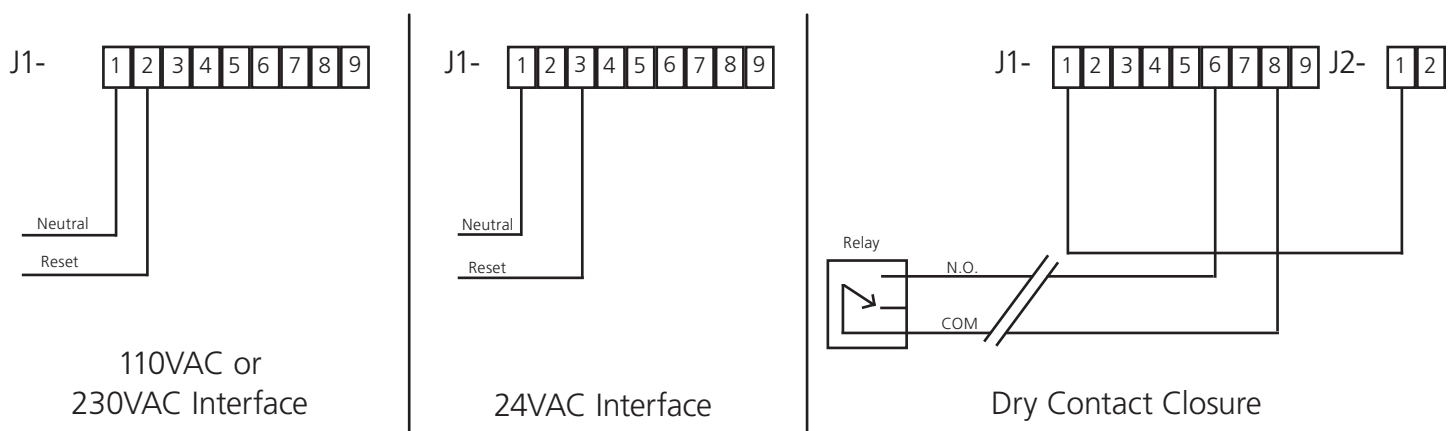 J1- 1 2 3 4 5 6 7 8 9
Neutral
Reset
110VAC or
230VAC Interface
J1- 1 2 3 4 5 6 7 8 9
Neutral
Reset
24VAC Interface
J1- 1 2 3 4 5 6 7 8 9 J2- 1 2
Relay
N.O.
COM
Dry Contact Closure